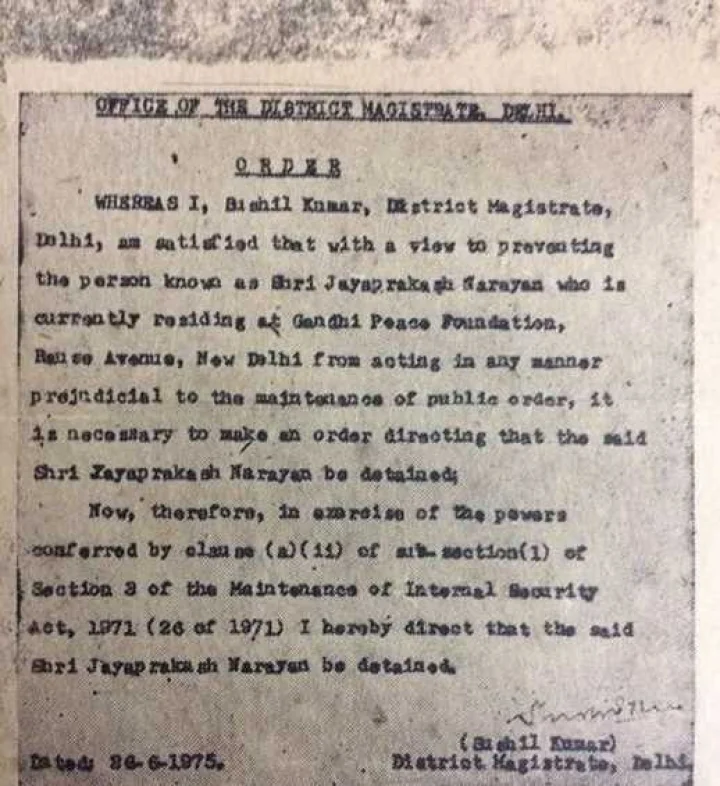 OFFICE OF THE DISTRICT MAGISTRATE, DELHI.
ORDER
WHEREAS I, Sushil Kumar, District Magistrate,
Delhi, am satisfied that with a view to preventing
the person known as Shri Jayaprakash Narayan who is
currently residing at Gandhi Peace Foundation,
Rause Avenue, New Delhi from acting in any manner
prejudicial to the maintenance of public order, it
is necessary to make an order directing that the said
Shri Jayaprakash Narayan be detained;
Now, therefore, in exercise of the powers
conferred by clause (a)(ii) of sub-section(1) of
Section 3 of the Maintenance of Internal Security
Act, 1971 (26 of 1971) I hereby direct that the said
Shri Jayaprakash Narayan be detained.
(Sushil Kumar)
Dated: 26-6-1975. District Magistrate, Delhi.